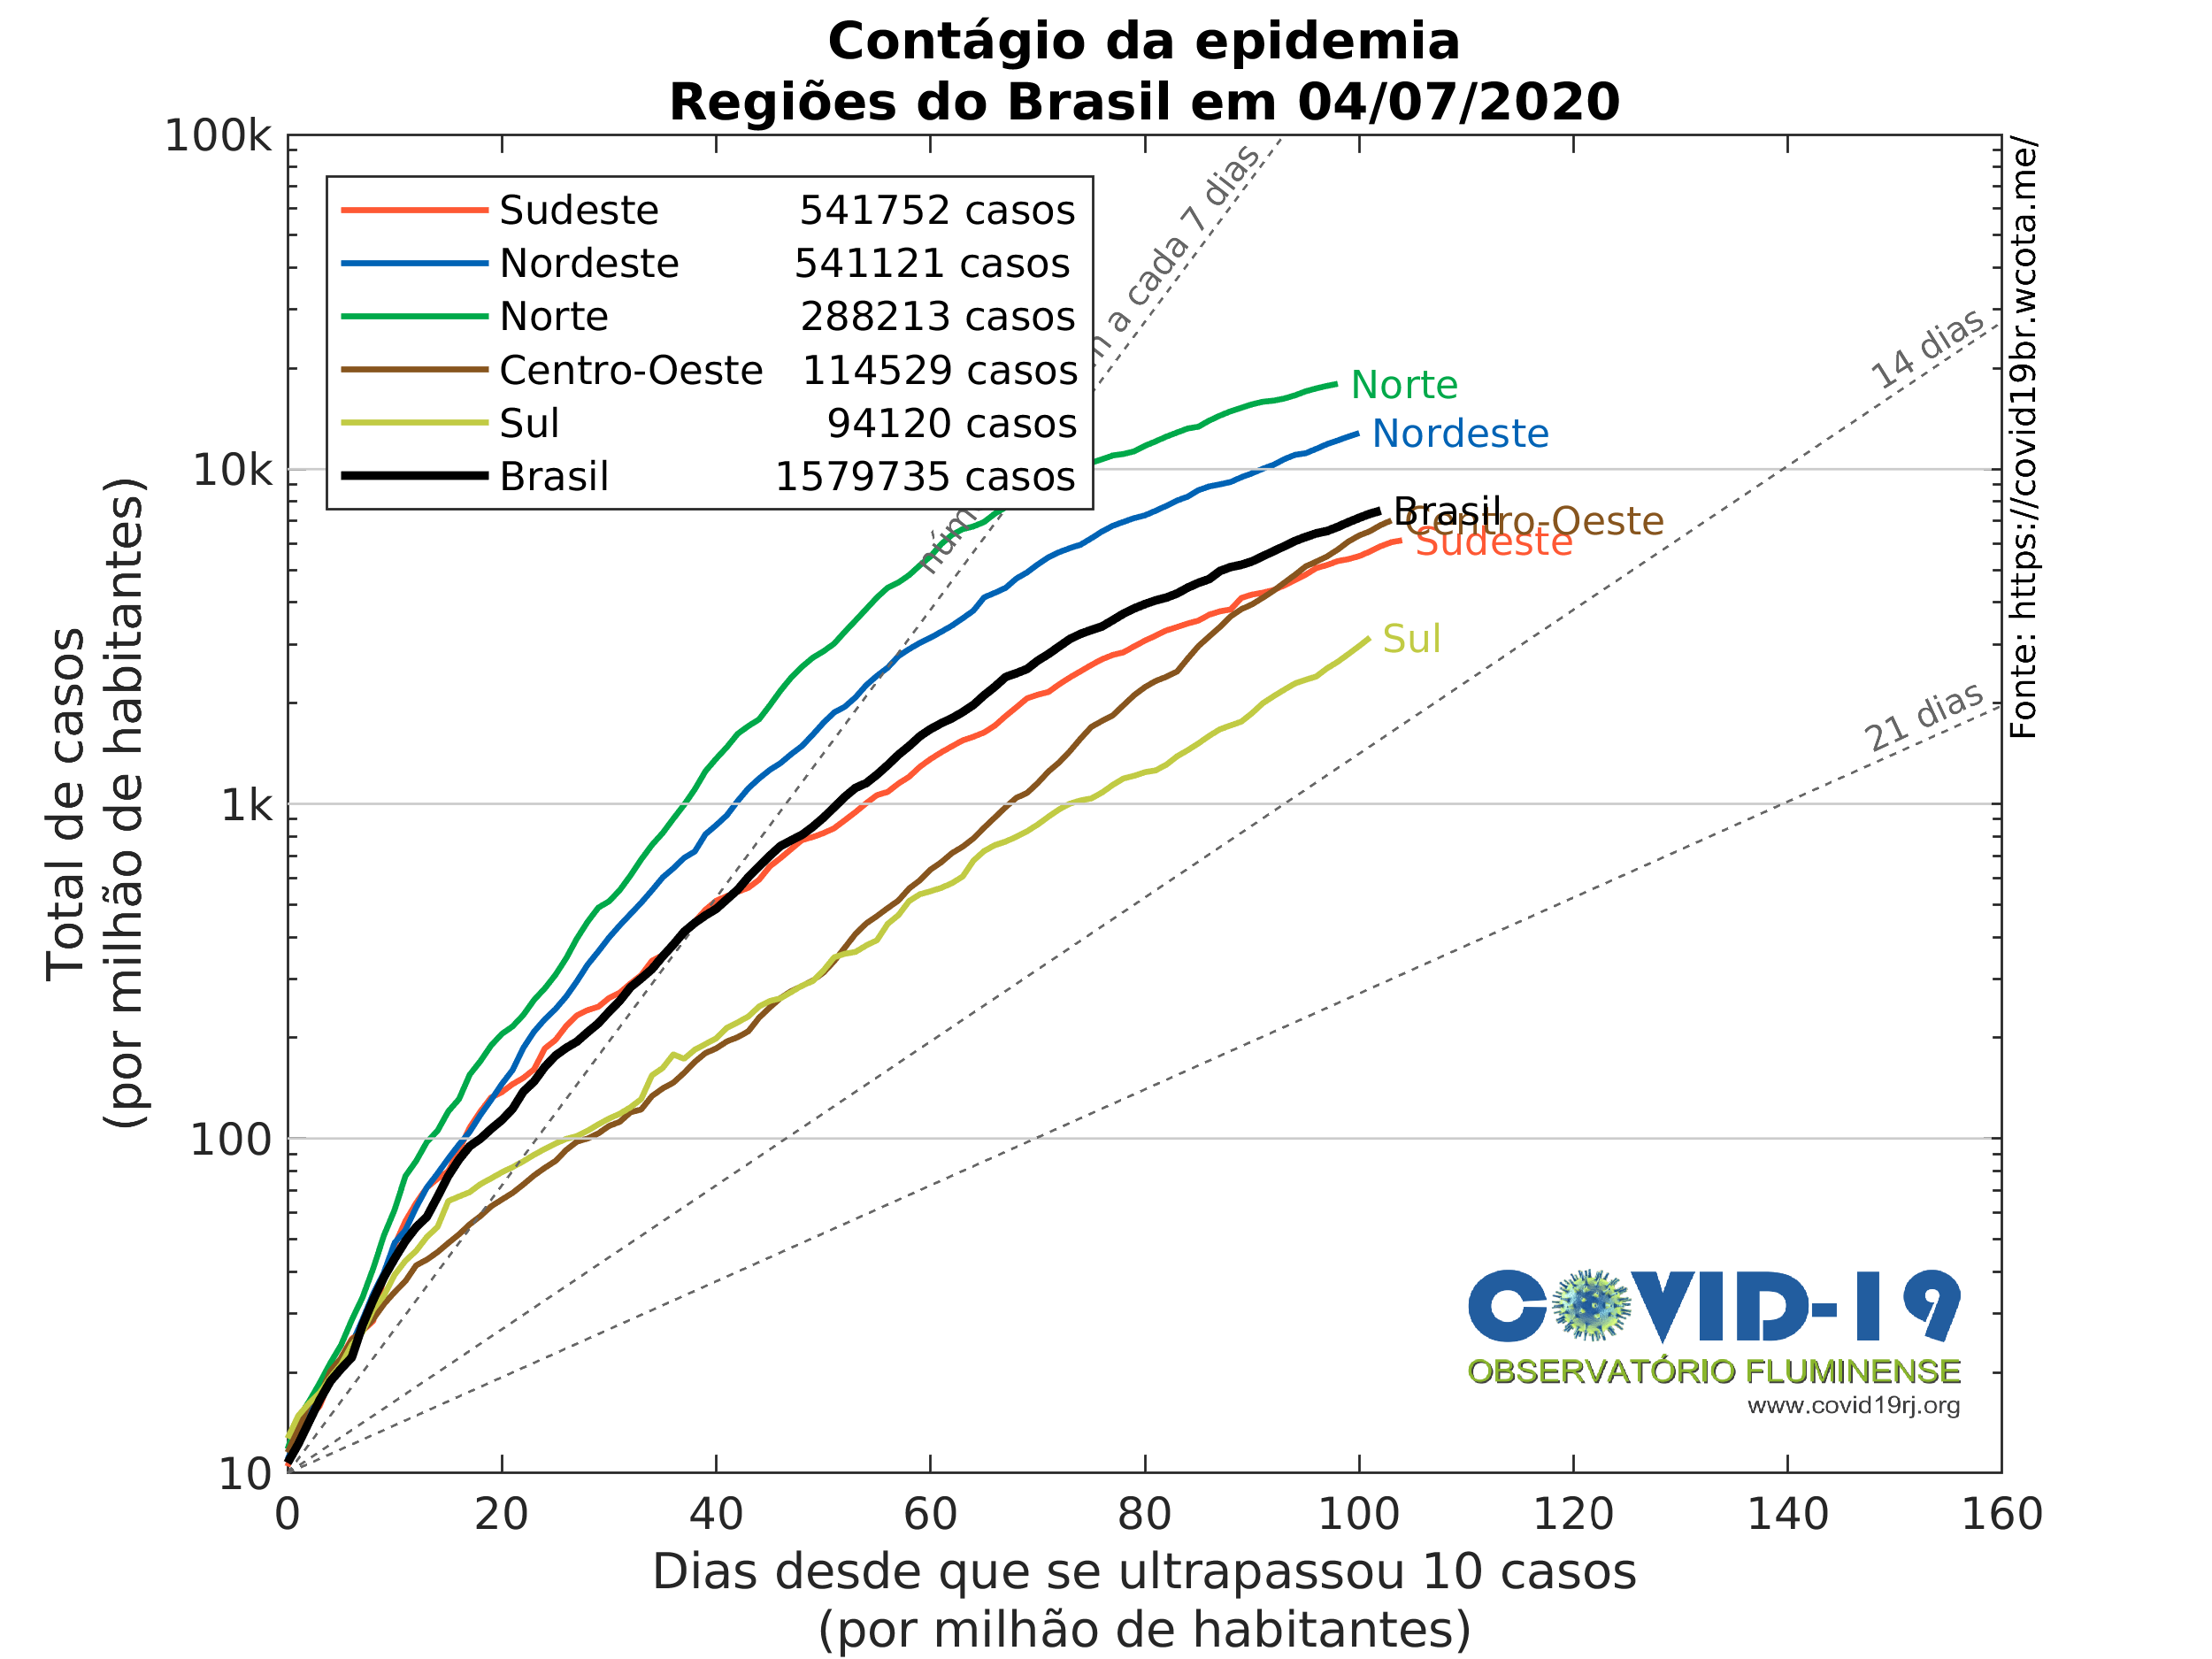 Contágio da epidemia
Regiões do Brasil em 04/07/2020
Total de casos
(por milhão de habitantes)
100k
10k
1k
100
10
Sudeste 541752 casos
Nordeste 541121 casos
Norte 288213 casos
Centro-Oeste 114529 casos
Sul 94120 casos
Brasil 1579735 casos
a cada 7 dias
14 dias
21 dias
Norte
Nordeste
Brasil
Centro-Oeste
Sudeste
Sul
Fonte: https://covid19br.wcota.me/
COVID-19
OBSERVATÓRIO FLUMINENSE
www.covid19rj.org
0 20 40 60 80 100 120 140 160
Dias desde que se ultrapassou 10 casos
(por milhão de habitantes)